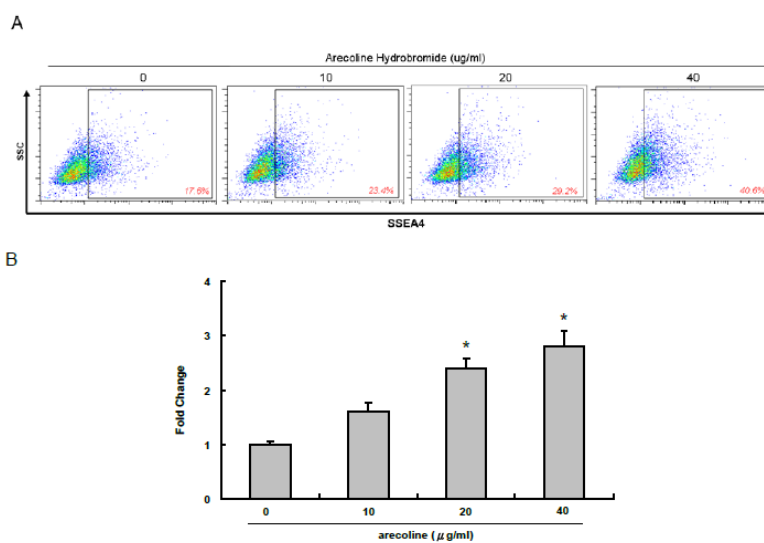 A
Arecoline Hydrobromide (ug/ml)
0 10 20 40
SSC
17.6% 23.4% 29.2% 40.6%
SSEA4
B
4
3
2
1
0
Fold Change
* *
0 10 20 40
arecoline (μg/ml)